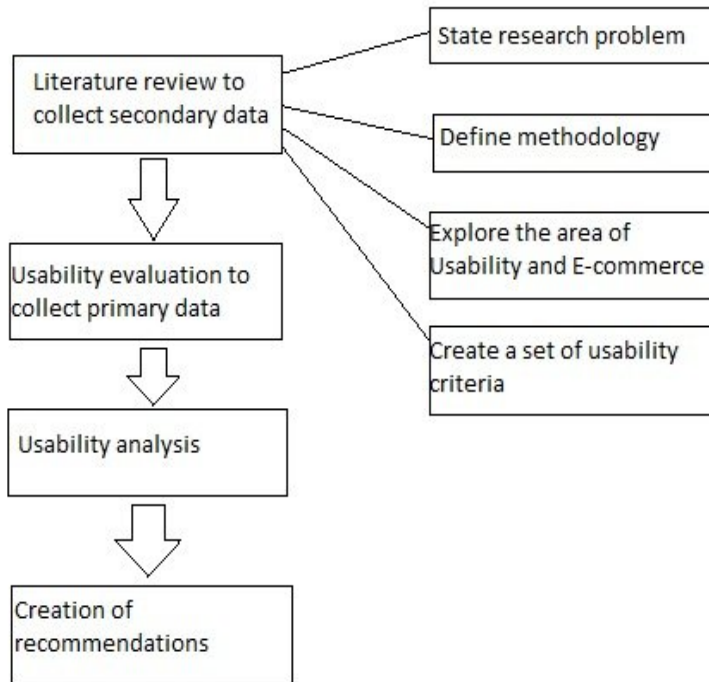 State research problem
Literature review to
collect secondary data
Define methodology
Explore the area of
Usability and E-commerce
Usability evaluation to
collect primary data
Create a set of usability
criteria
Usability analysis
Creation of
recommendations